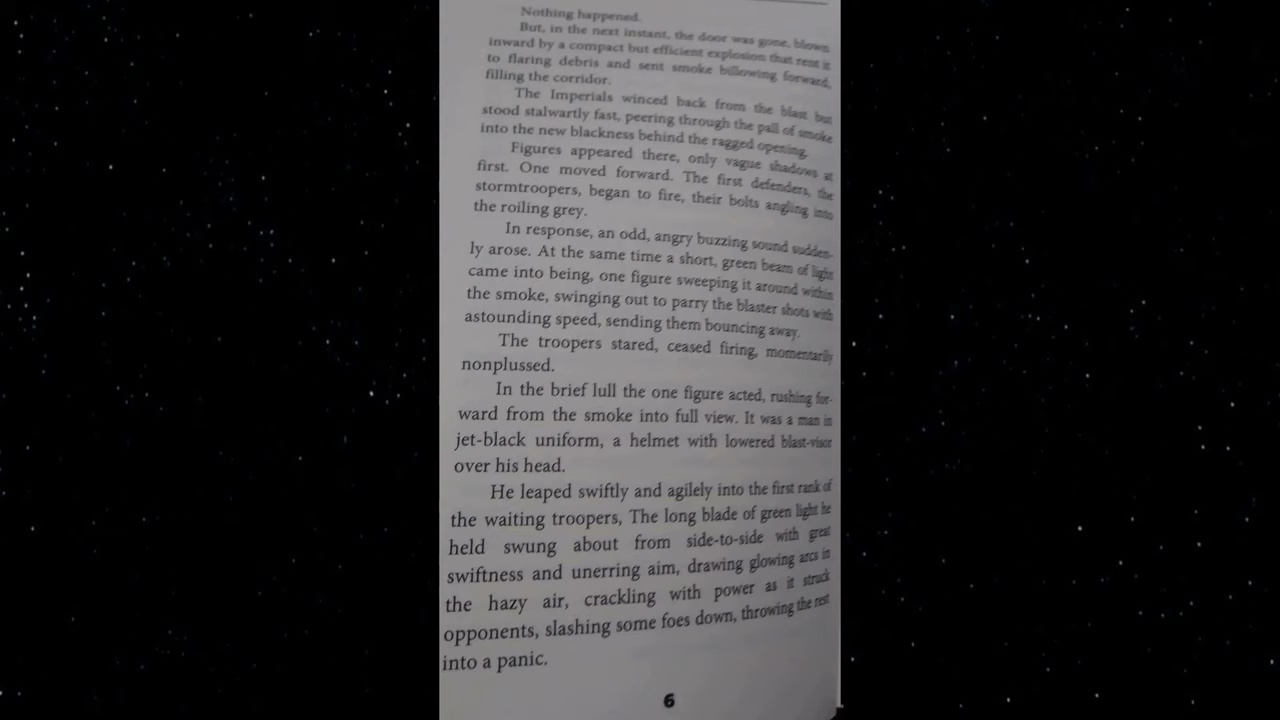 Nothing happened.
But, in the next instant, the door was gone, blown
inward by a compact but efficient explosion that rent it
to flaring debris and sent smoke billowing forward,
filling the corridor.
The Imperials winced back from the blast but
stood stalwartly fast, peering through the pall of smoke
into the new blackness behind the ragged opening.
Figures appeared there, only vague shadows at
first. One moved forward. The first defenders, the
stormtroopers, began to fire, their bolts angling into
the roiling grey.
In response, an odd, angry buzzing sound sudden-
ly arose. At the same time a short, green beam of light
came into being, one figure sweeping it around within
the smoke, swinging out to parry the blaster shots with
astounding speed, sending them bouncing away.
The troopers stared, ceased firing, momentarily
nonplussed.
In the brief lull the one figure acted, rushing for-
ward from the smoke into full view. It was a man in
jet-black uniform, a helmet with lowered blast-visor
over his head.
He leaped swiftly and agilely into the first rank of
the waiting troopers, The long blade of green light he
held swung about from side-to-side with great
swiftness and unerring aim, drawing glowing arcs in
the hazy air, crackling with power as it struck
opponents, slashing some foes down, throwing the rest
into a panic.
6